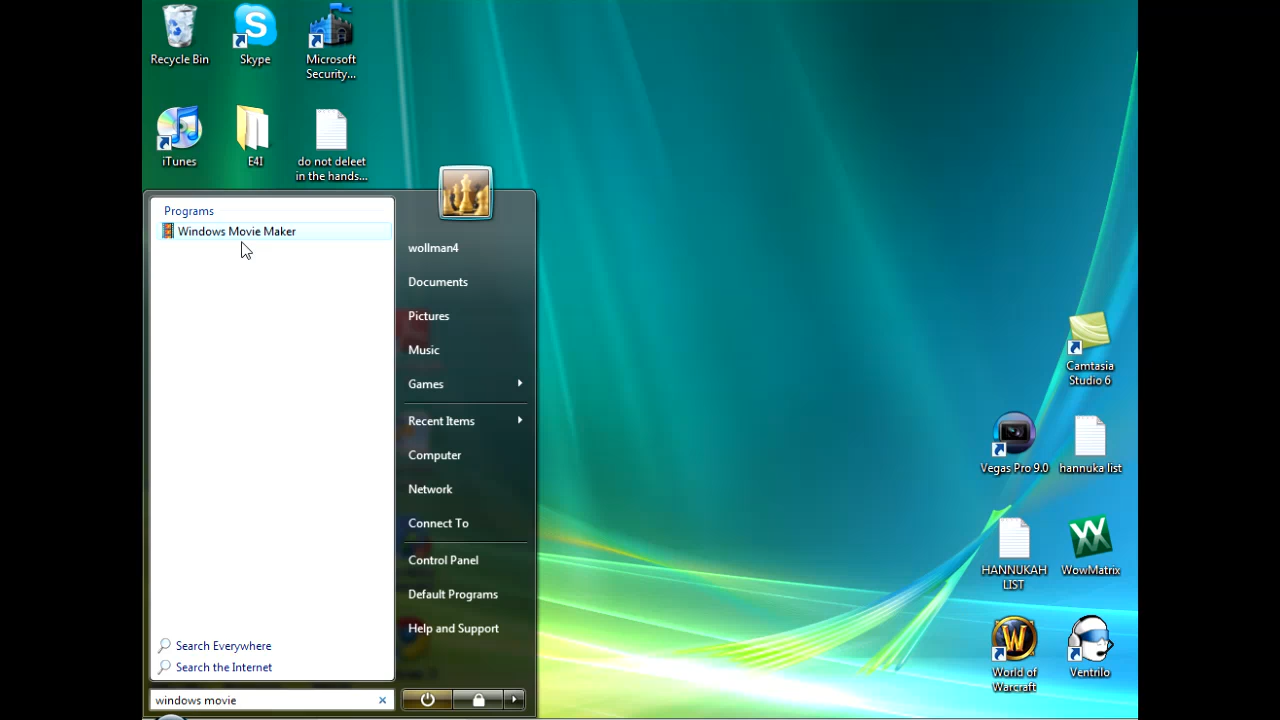 Recycle Bin
Skype
Microsoft
Security...
iTunes
E4I
do not deleet
in the hands...
Programs
Windows Movie Maker
Search Everywhere
Search the Internet
windows movie
wollman4
Documents
Pictures
Music
Games
Recent Items
Computer
Network
Connect To
Control Panel
Default Programs
Help and Support
Camtasia
Studio 6
Vegas Pro 9.0
hannuka list
HANNUKAH
LIST
WowMatrix
World of
Warcraft
Ventrilo